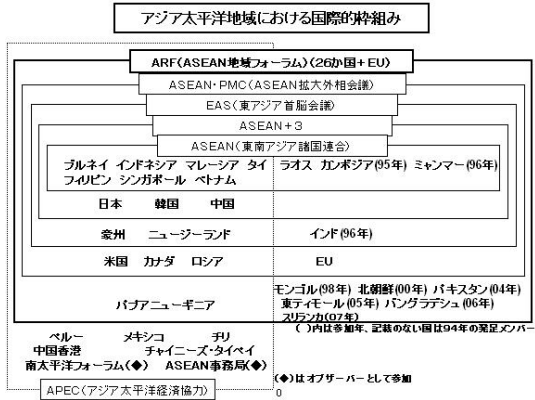 アジア太平洋地域における国際的枠組み
ARF(ASEAN地域フォーラム)(26か国+EU)
ASEAN・PMC(ASEAN拡大外相会議)
EAS(東アジア首脳会議)
ASEAN+3
ASEAN(東南アジア諸国連合)
ブルネイ インドネシア マレーシア タイ ラオス カンボジア(95年) ミャンマー(96年)
フィリピン シンガポール ベトナム
日本 韓国 中国
豪州 ニュージーランド インド(96年)
米国 カナダ ロシア EU
モンゴル(98年) 北朝鮮(00年) パキスタン(04年)
パプアニューギニア 東ティモール(05年) バングラデシュ(06年)
スリランカ(07年)
( )内は参加年、記載のない国は94年の発足メンバー
ペルー メキシコ チリ
中国香港 チャイニーズ・タイペイ
南太平洋フォーラム(◆) ASEAN事務局(◆)
(◆)はオブザーバーとして参加
APEC(アジア太平洋経済協力) 0